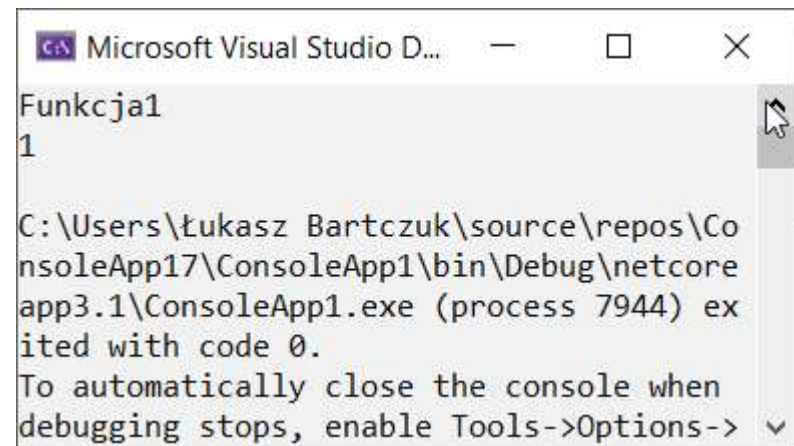 Microsoft Visual Studio D...
Funkcja1
1
C:\Users\Łukasz Bartczuk\source\repos\Co
nsoleApp17\ConsoleApp1\bin\Debug\netcore
app3.1\ConsoleApp1.exe (process 7944) ex
ited with code 0.
To automatically close the console when
debugging stops, enable Tools->Options->